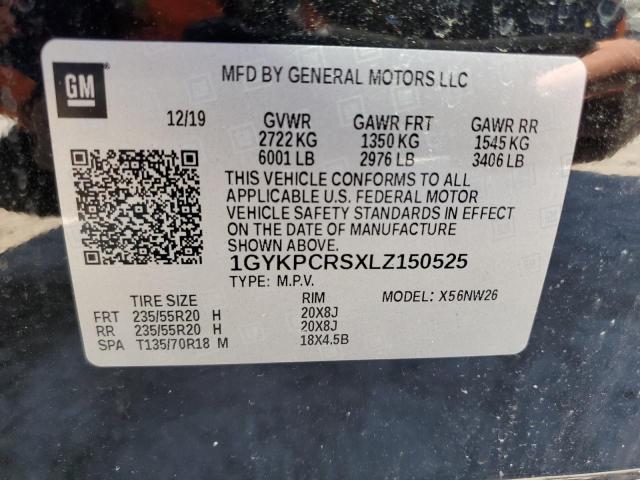 GM
MFD BY GENERAL MOTORS LLC
12/19 GVWR GAWR FRT GAWR RR
2722 KG 1350 KG 1545 KG
6001 LB 2976 LB 3406 LB
THIS VEHICLE CONFORMS TO ALL
APPLICABLE U.S. FEDERAL MOTOR
VEHICLE SAFETY STANDARDS IN EFFECT
ON THE DATE OF MANUFACTURE
SHOWN ABOVE.
1GYKPCRSXLZ150525
TYPE: M.P.V.
TIRE SIZE RIM MODEL: X56NW26
FRT 235/55R20 H 20X8J
RR 235/55R20 H 20X8J
SPA T135/70R18 M 18X4.5B